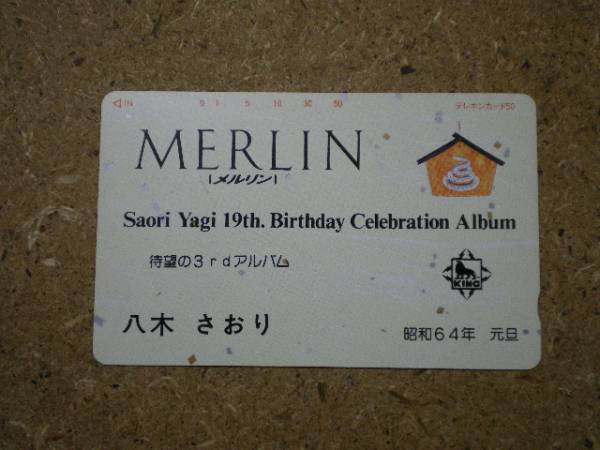 ◁IN 0 1 5 10 30 50 テレホンカード50
MERLIN
|メルリン|
Saori Yagi 19th. Birthday Celebration Album
待望の3rdアルバム
KING
八木 さおり
昭和64年 元旦